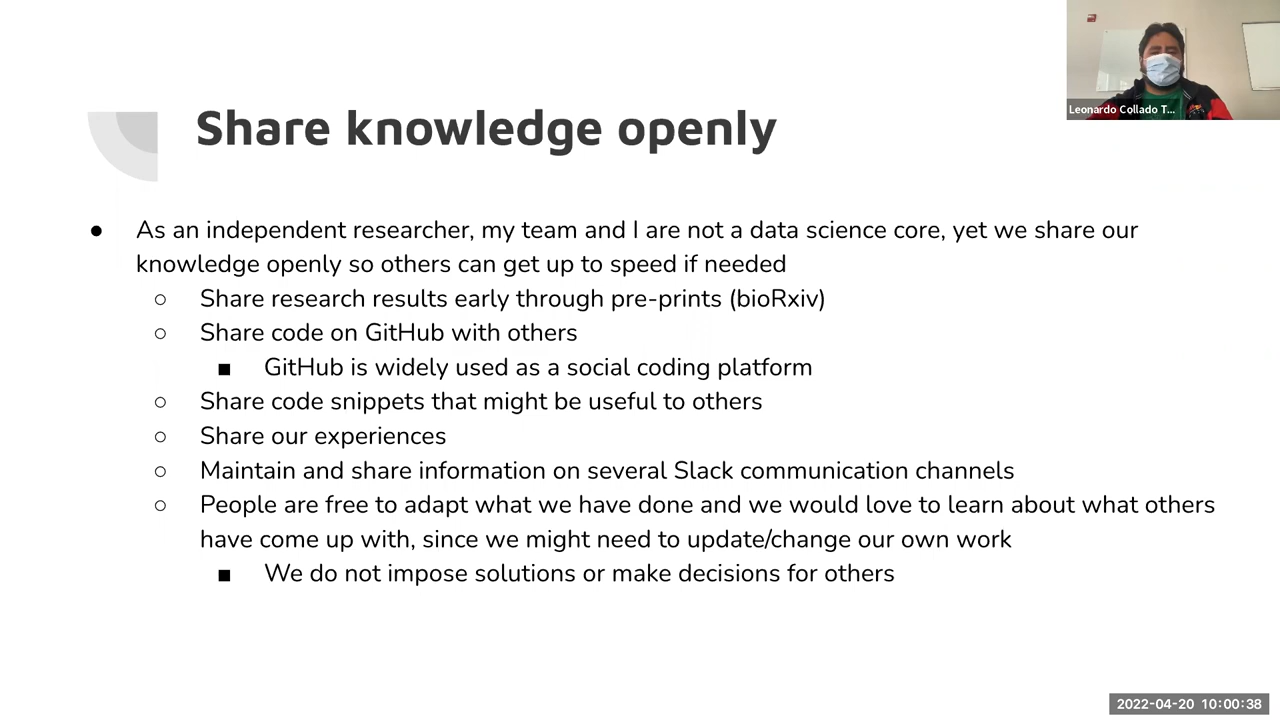 Leonardo Collado T...
Share knowledge openly
● As an independent researcher, my team and I are not a data science core, yet we share our
knowledge openly so others can get up to speed if needed
○ Share research results early through pre-prints (bioRxiv)
○ Share code on GitHub with others
■ GitHub is widely used as a social coding platform
○ Share code snippets that might be useful to others
○ Share our experiences
○ Maintain and share information on several Slack communication channels
○ People are free to adapt what we have done and we would love to learn about what others
have come up with, since we might need to update/change our own work
■ We do not impose solutions or make decisions for others
2022-04-20 10:00:38